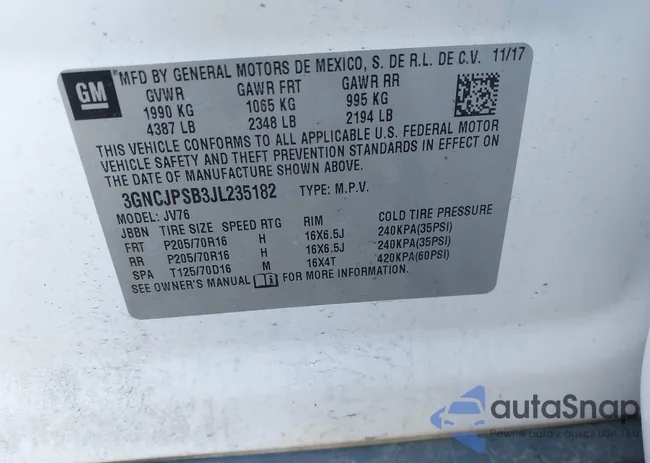 GM
MFD BY GENERAL MOTORS DE MEXICO, S. DE R.L. DE C.V. 11/17
GVWR GAWR FRT GAWR RR
1990 KG 1065 KG 995 KG
4387 LB 2348 LB 2194 LB
THIS VEHICLE CONFORMS TO ALL APPLICABLE U.S. FEDERAL MOTOR
VEHICLE SAFETY AND THEFT PREVENTION STANDARDS IN EFFECT ON
THE DATE OF MANUFACTURE SHOWN ABOVE.
3GNCJPSB3JL235182 TYPE: M.P.V.
MODEL: JV76
JBBN TIRE SIZE SPEED RTG RIM COLD TIRE PRESSURE
FRT P205/70R16 H 16X6.5J 240KPA(35PSI)
RR P205/70R16 H 16X6.5J 240KPA(35PSI)
SPA T125/70D16 M 16X4T 420KPA(60PSI)
SEE OWNER'S MANUAL FOR MORE INFORMATION
autaSnap